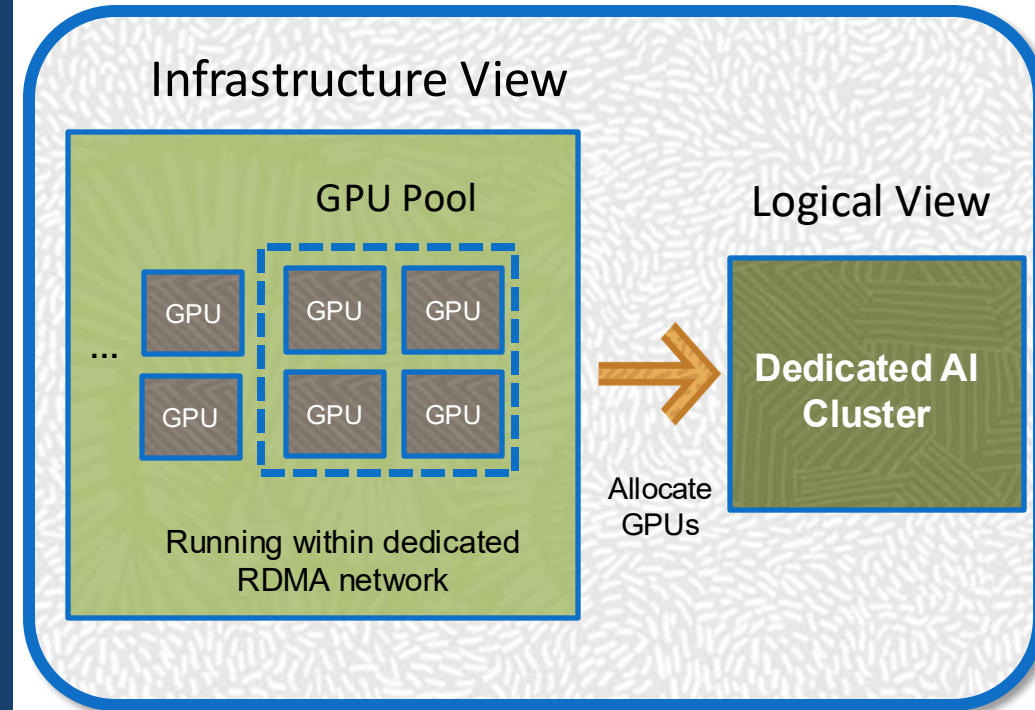 Infrastructure View
GPU Pool
GPU
GPU
GPU
...
GPU
GPU
GPU
Running within dedicated
RDMA network
Allocate
GPUs
Logical View
Dedicated AI
Cluster